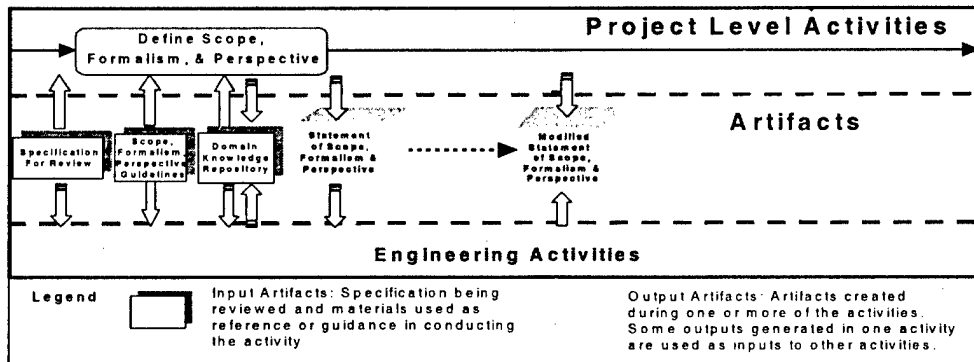 Project Level Activities
Define Scope,
Formalism, & Perspective
Artifacts
Specification
For Review
Scope,
Formalism,
Perspective
Guidelines
Domain
Knowledge
Repository
Statement
of Scope,
Formalism &
Perspective
Modified
Statement
of Scope,
Formalism &
Perspective
Engineering Activities
Legend
Input Artifacts: Specification being
reviewed and materials used as
reference or guidance in conducting
the activity
Output Artifacts: Artifacts created
during one or more of the activities.
Some outputs generated in one activity
are used as inputs to other activities.